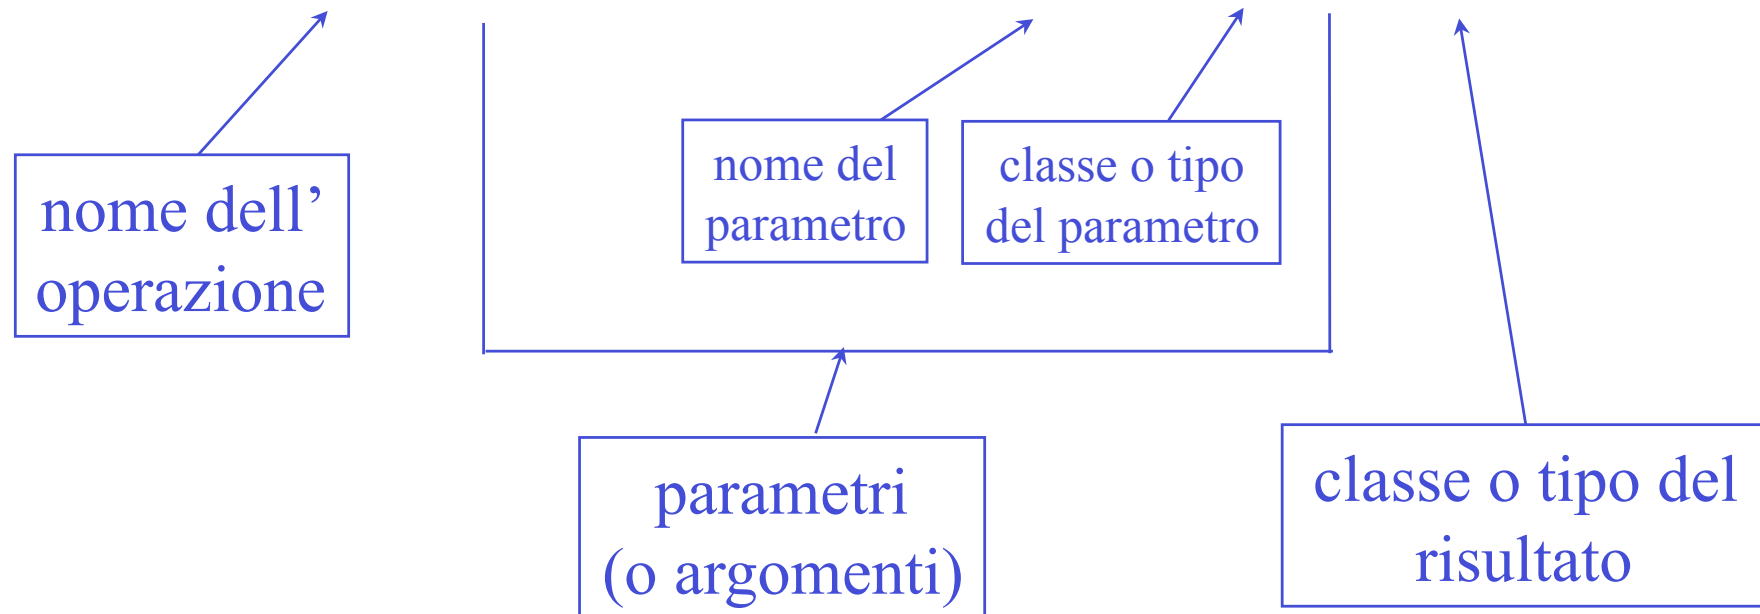 nome del
parametro
classe o tipo
del parametro
nome dell’
operazione
parametri
(o argomenti)
classe o tipo del
risultato